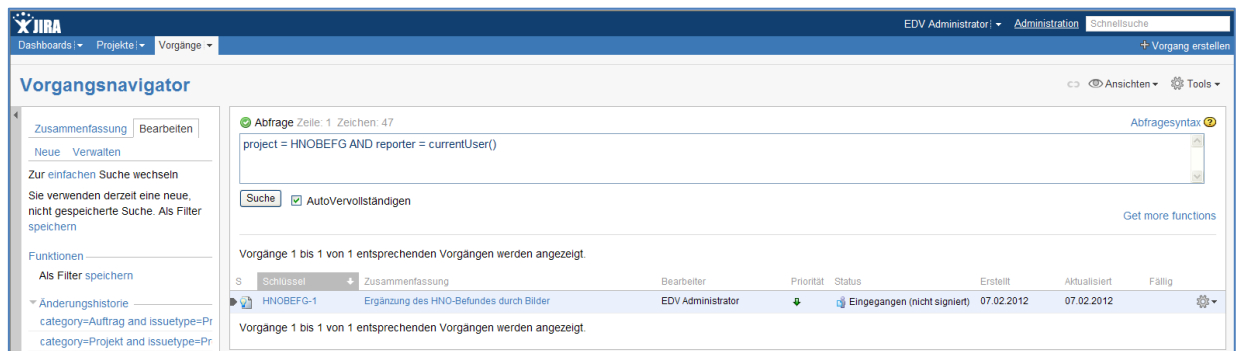 JIRA
EDV Administrator Administration Schnellsuche
Dashboards Projekte Vorgänge + Vorgang erstellen
Vorgangsnavigator Ansichten Tools
Zusammenfassung Bearbeiten
Neue Verwalten
Zur einfachen Suche wechseln
Sie verwenden derzeit eine neue,
nicht gespeicherte Suche. Als Filter
speichern
Funktionen
Als Filter speichern
Änderungshistorie
category=Auftrag and issuetype=Pr
category=Projekt and issuetype=Pr
Abfrage Zeile: 1 Zeichen: 47 Abfragesyntax ?
project = HNOBEFG AND reporter = currentUser()
Suche AutoVervollständigen
Get more functions
Vorgänge 1 bis 1 von 1 entsprechenden Vorgängen werden angezeigt.
S Schlüssel Zusammenfassung Bearbeiter Priorität Status Erstellt Aktualisiert Fällig
HNOBEFG-1 Ergänzung des HNO-Befundes durch Bilder EDV Administrator Eingegangen (nicht signiert) 07.02.2012 07.02.2012
Vorgänge 1 bis 1 von 1 entsprechenden Vorgängen werden angezeigt.